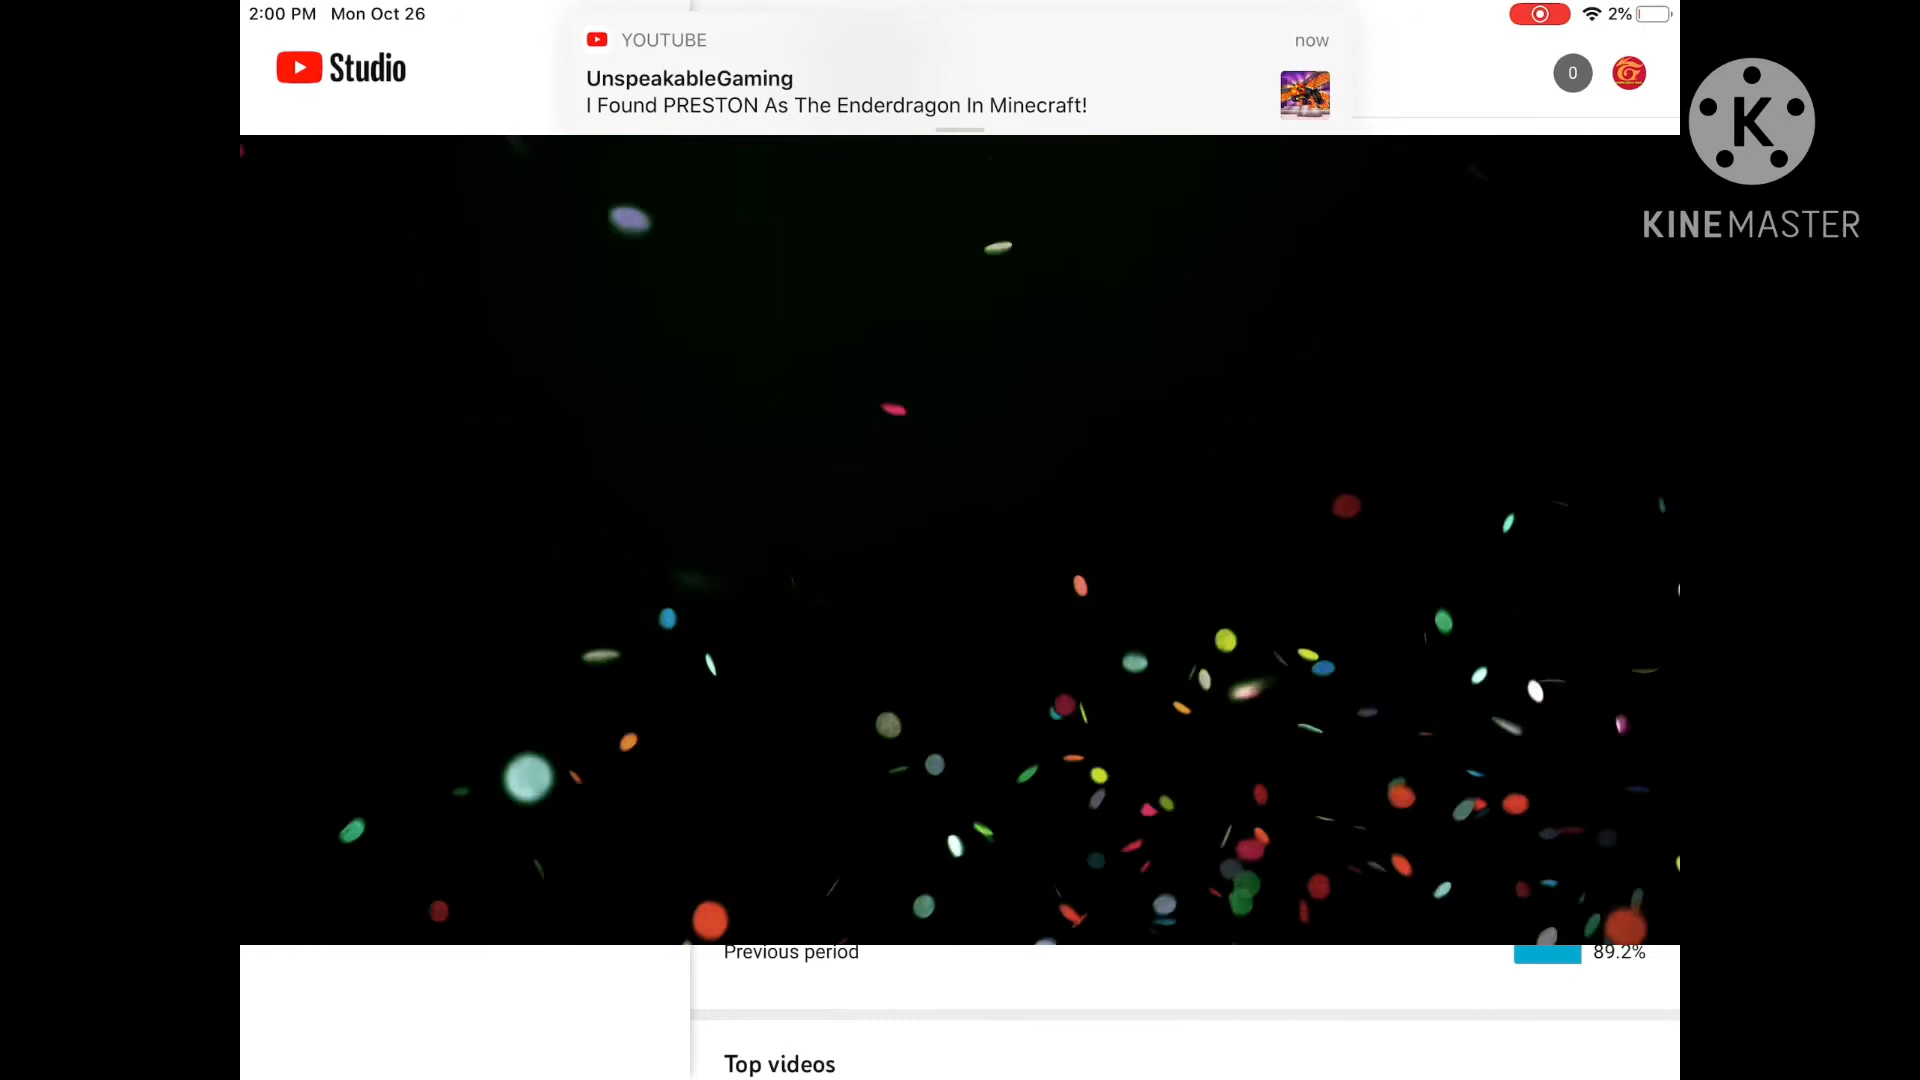 2:00 PM Mon Oct 26
2%
Studio
YOUTUBE
now
UnspeakableGaming
I Found PRESTON As The Enderdragon In Minecraft!
0
K
KINEMASTER
Previous period
89.2%
Top videos